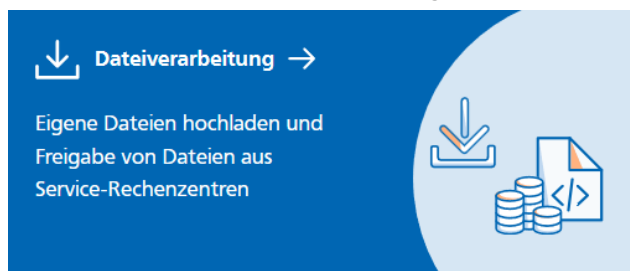 Dateiverarbeitung →
Eigene Dateien hochladen und
Freigabe von Dateien aus
Service-Rechenzentren
</>